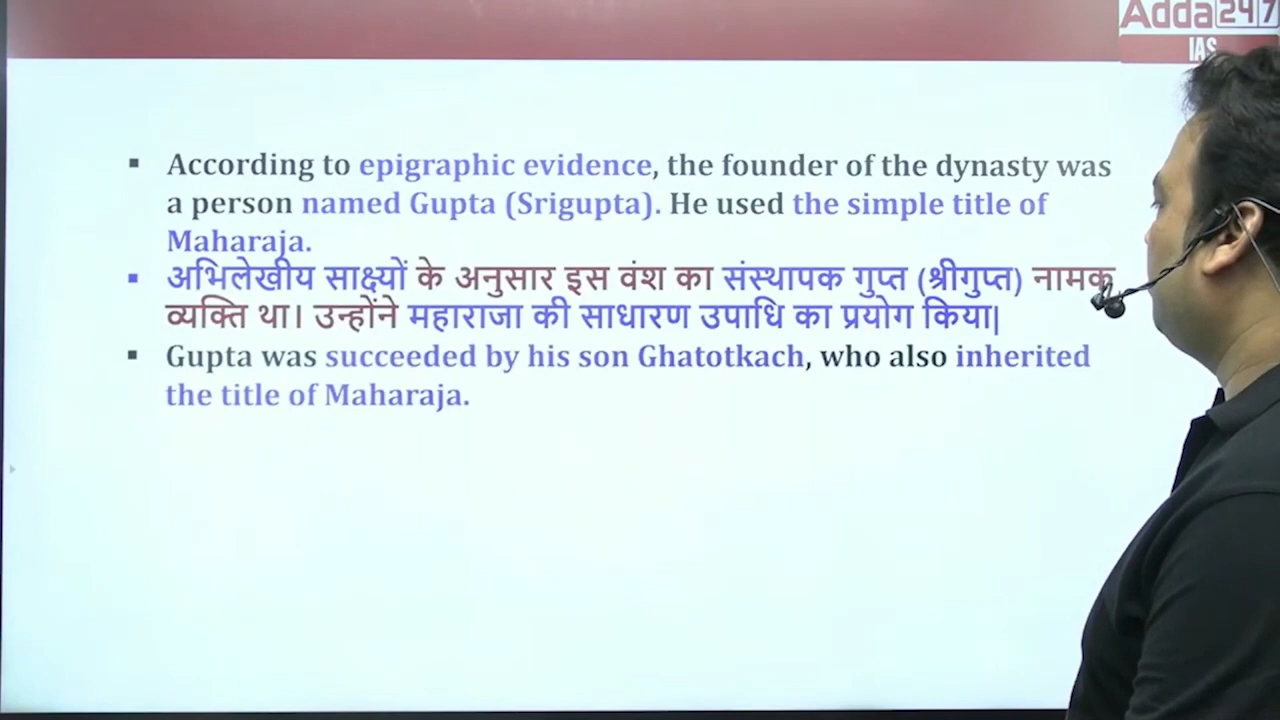 Adda247
IAS
▪ According to epigraphic evidence, the founder of the dynasty was
a person named Gupta (Srigupta). He used the simple title of
Maharaja.
▪ अभिलेखीय साक्ष्यों के अनुसार इस वंश का संस्थापक गुप्त (श्रीगुप्त) नामक
व्यक्ति था। उन्होंने महाराजा की साधारण उपाधि का प्रयोग किया|
▪ Gupta was succeeded by his son Ghatotkach, who also inherited
the title of Maharaja.